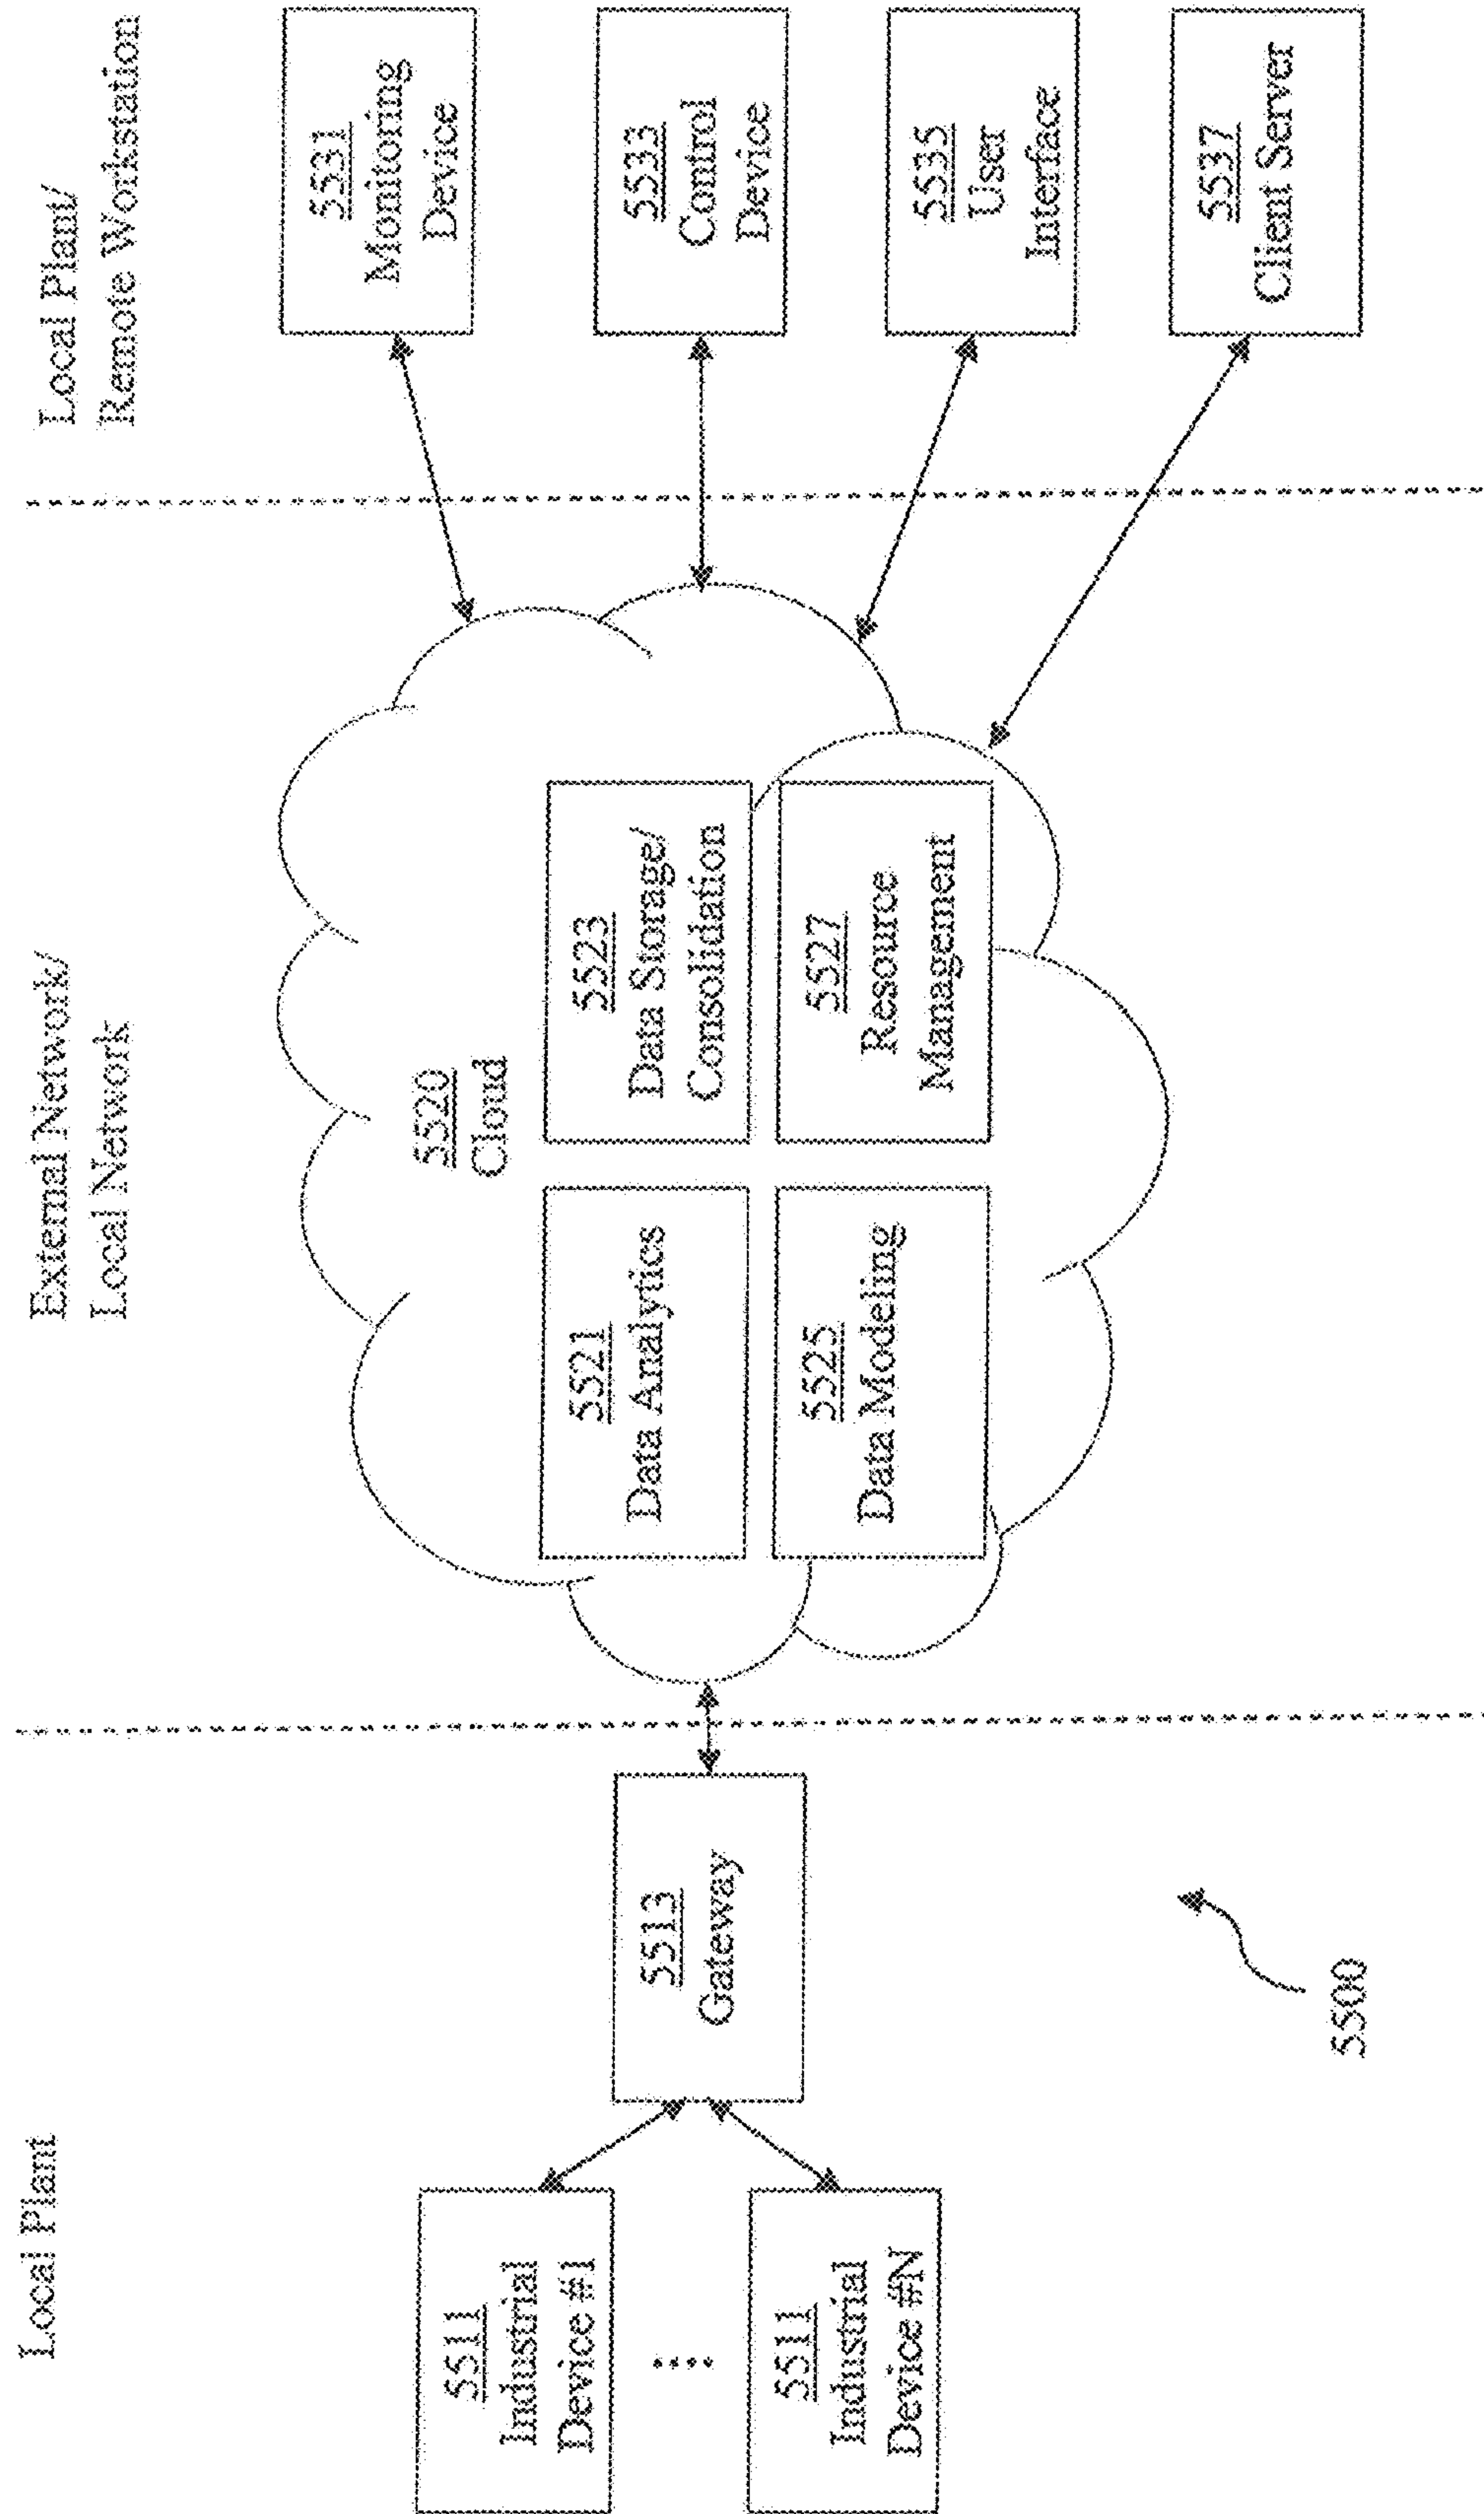 Local Plant
External Network/
Local Network
Local Plant/
Remote Workstation
5511
Industrial
Device #1
5511
Industrial
Device #N
5513
Gateway
5520
Cloud
5521
Data Analytics
5523
Data Storage/
Consolidation
5525
Data Modeling
5527
Resource
Management
5531
Monitoring
Device
5533
Control
Device
5535
User
Interface
5537
Client Server
5500